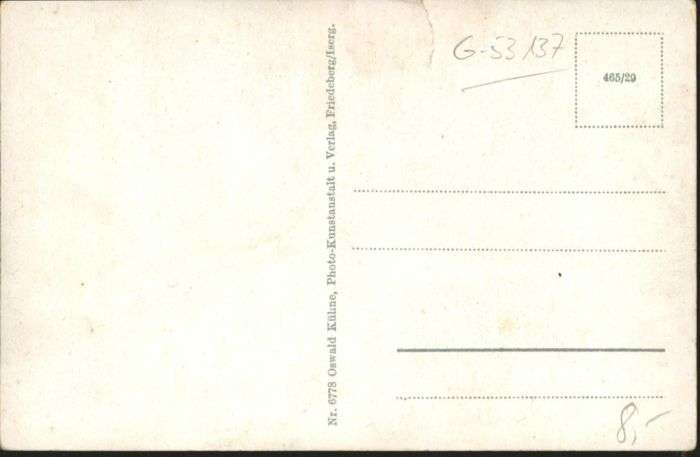 Nr. 6778 Oswald Kühne, Photo-Kunstanstalt u. Verlag, Friedeberg/Iserg.
G-53137
465/29
8,-